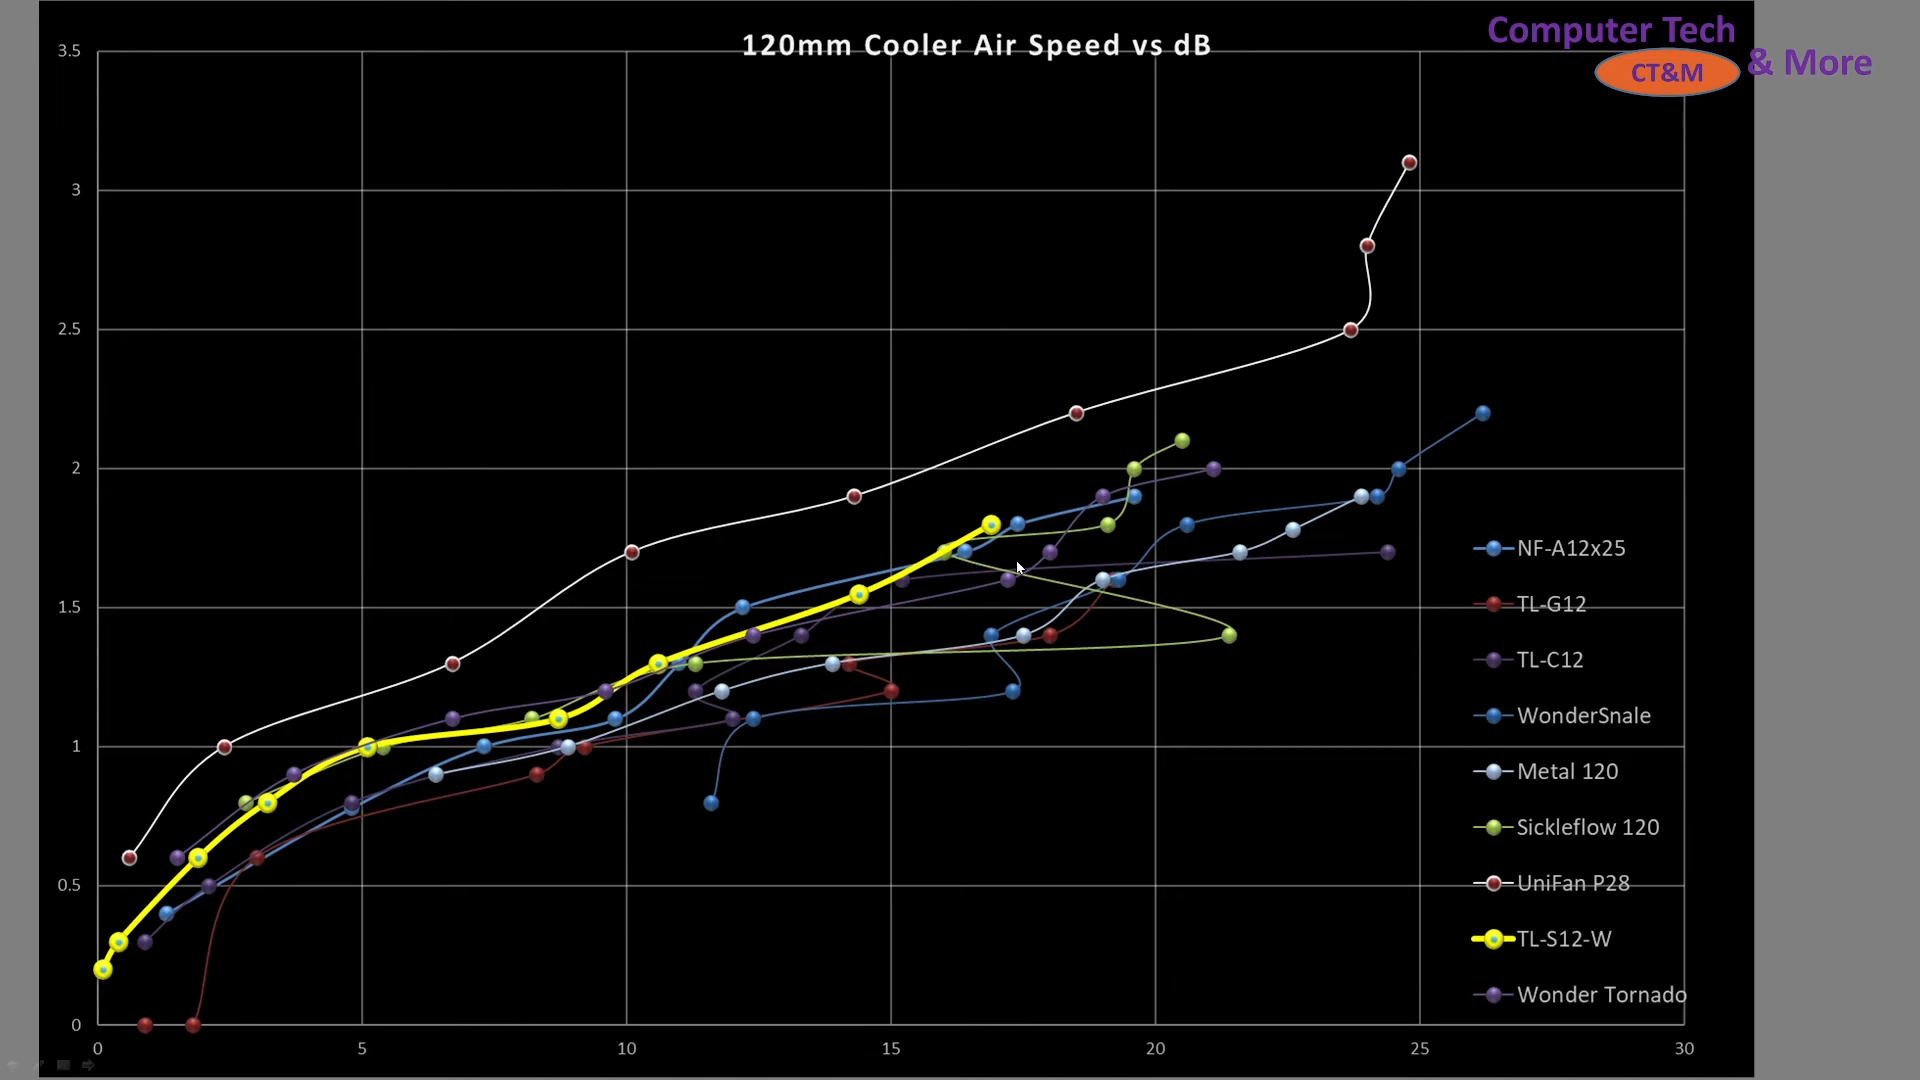 120mm Cooler Air Speed vs dB
Computer Tech
& More
CT&M
3.5
3
2.5
2
1.5
1
0.5
0
0
5
10
15
20
25
30
NF-A12x25
TL-G12
TL-C12
WonderSnale
Metal 120
Sickleflow 120
UniFan P28
TL-S12-W
Wonder Tornado